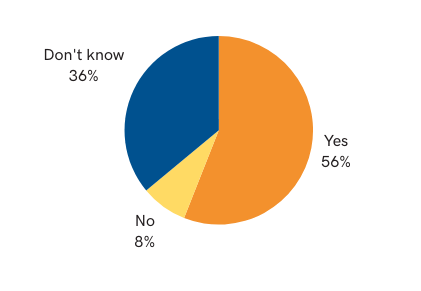 Don't know
36%
Yes
56%
No
8%